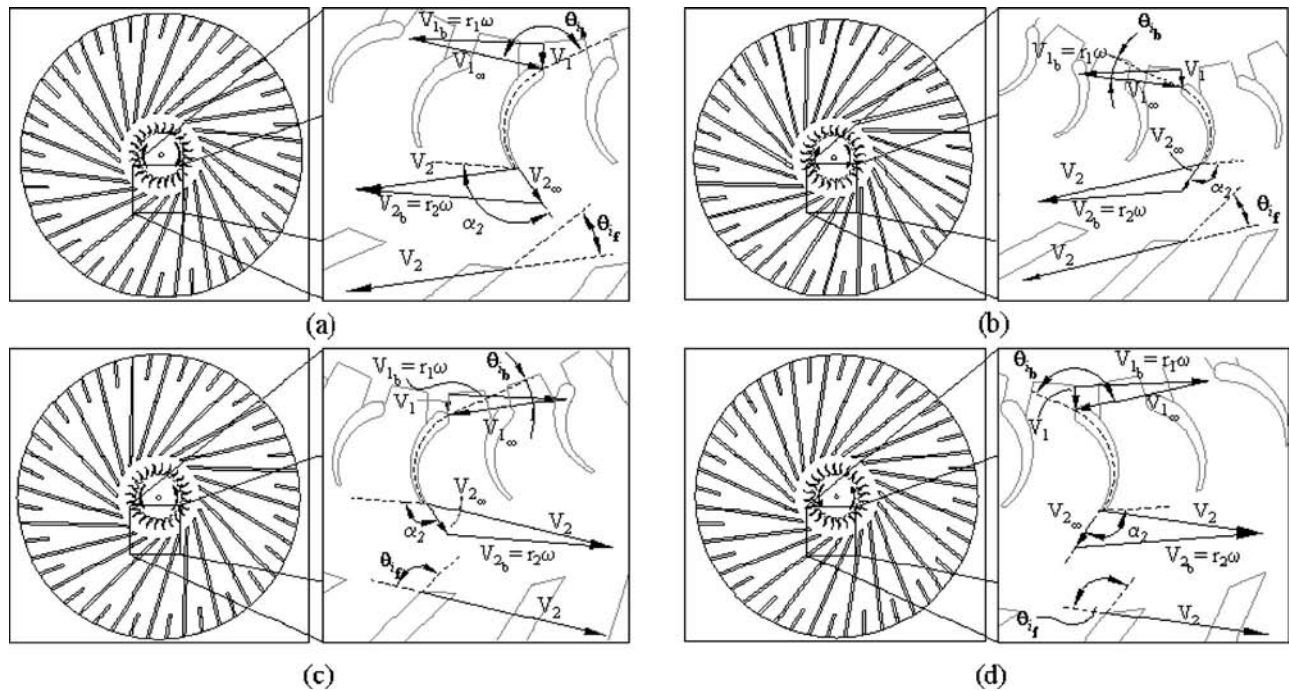 V₁b = r₁ω
θib
V₁
V₁∞
V₂
V₂∞
V₂b = r₂ω
α₂
θif
V₂
(a)
θib
V₁b = r₁ω
V₁
V₁∞
V₂∞
V₂
α₂
V₂b = r₂ω
θif
V₂
(b)
V₁b = r₁ω
θib
V₁
V₁∞
V₂∞
α₂
V₂
V₂b = r₂ω
θif
V₂
(c)
θib
V₁b = r₁ω
V₁
V₁∞
V₂∞
V₂
α₂
V₂b = r₂ω
θif
V₂
(d)